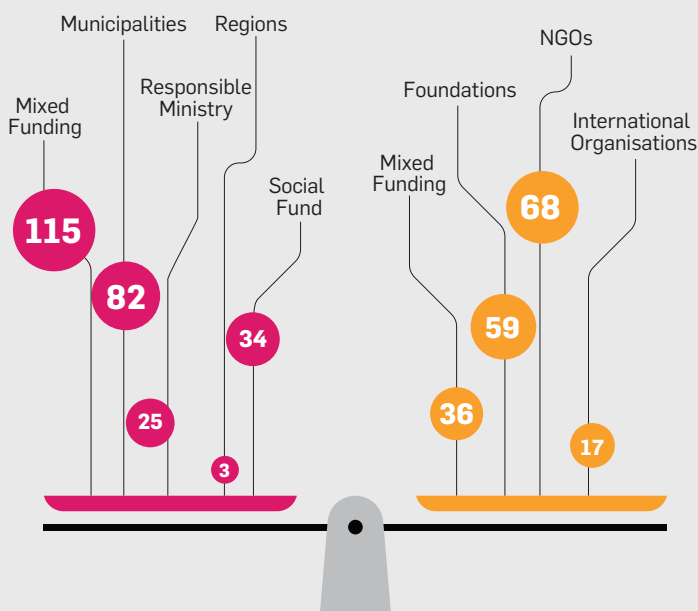 Municipalities
Regions
Responsible
Ministry
Mixed
Funding
Social
Fund
115
82
34
25
3
NGOs
Foundations
International
Organisations
Mixed
Funding
68
59
36
17